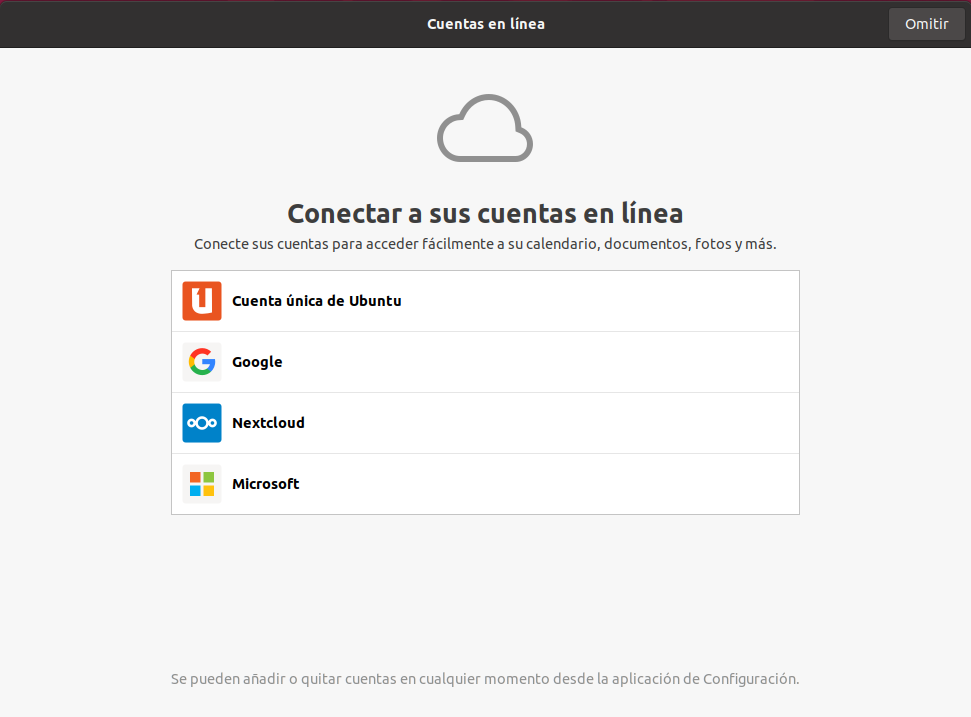 Cuentas en línea
Omitir
Conectar a sus cuentas en línea
Conecte sus cuentas para acceder fácilmente a su calendario, documentos, fotos y más.
Cuenta única de Ubuntu
Google
Nextcloud
Microsoft
Se pueden añadir o quitar cuentas en cualquier momento desde la aplicación de Configuración.